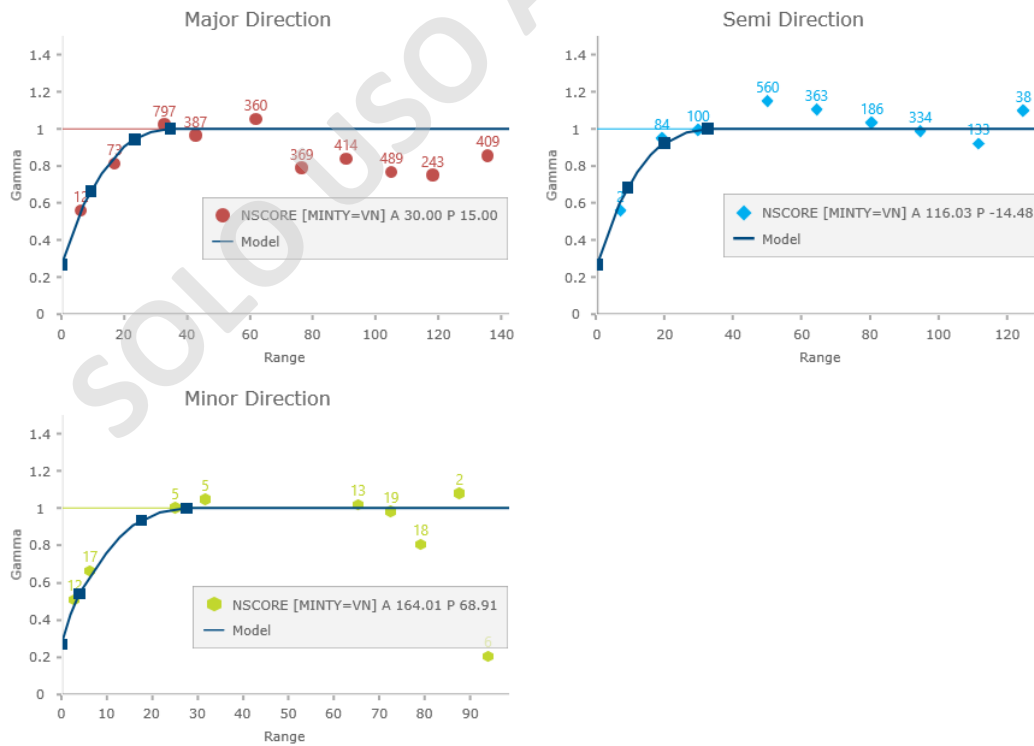 Major Direction
1.4
1.2
1
0.8
0.6
0.4
0.2
0
Gamma
12
73
797
387
360
369
414
489
243
409
NSCORE [MINTY=VN] A 30.00 P 15.00
Model
0 20 40 60 80 100 120 140
Range
Semi Direction
1.4
1.2
1
0.8
0.6
0.4
0.2
0
Gamma
2
84
100
560
363
186
334
133
38
NSCORE [MINTY=VN] A 116.03 P -14.48
Model
0 20 40 60 80 100 120
Range
Minor Direction
1.4
1.2
1
0.8
0.6
0.4
0.2
0
Gamma
12
17
5
5
13
19
18
2
6
NSCORE [MINTY=VN] A 164.01 P 68.91
Model
0 10 20 30 40 50 60 70 80 90
Range
SOLO USO A